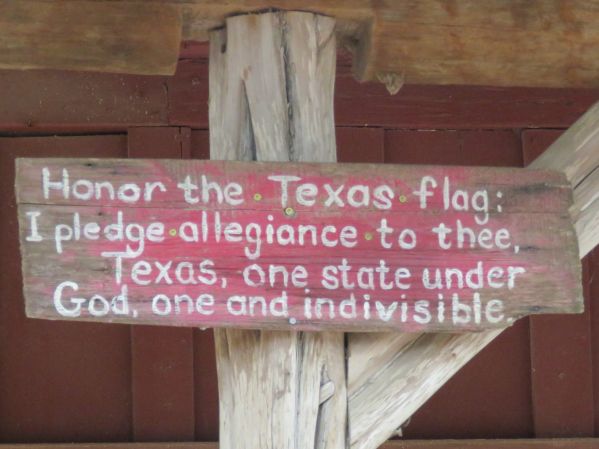 Honor the Texas flag:
I pledge allegiance to thee,
Texas, one state under
God, one and indivisible.